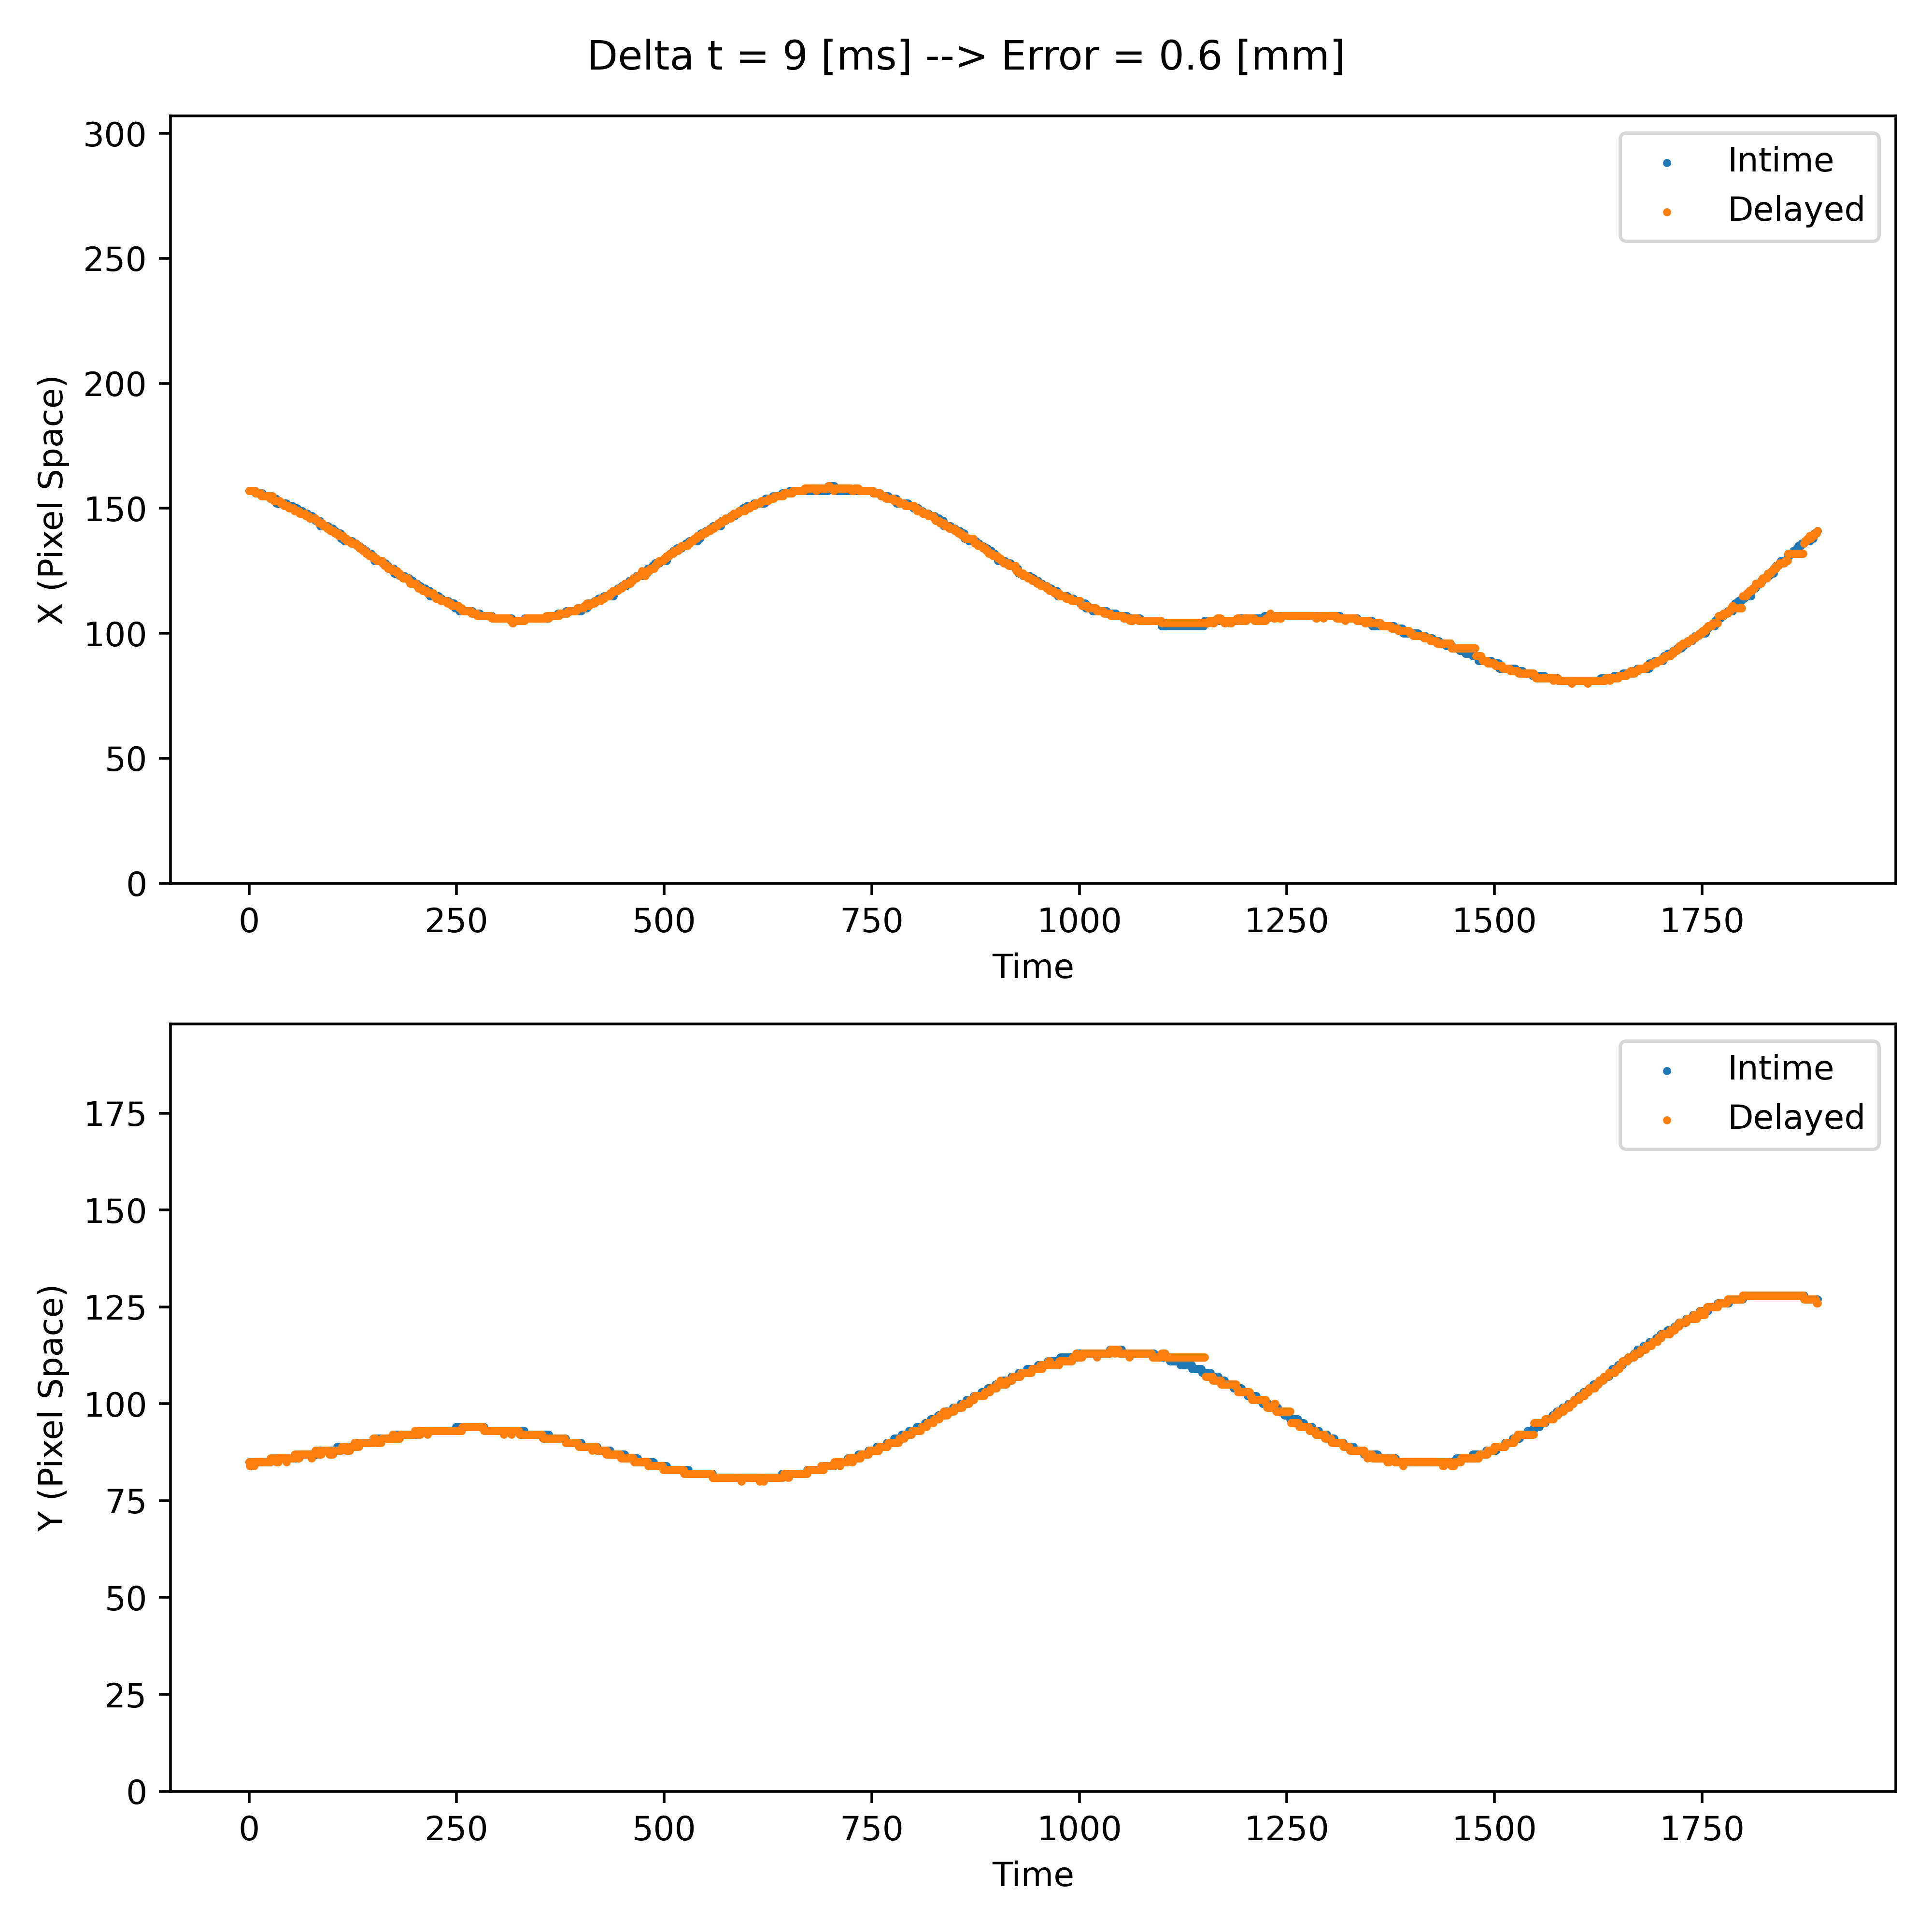 Delta t = 9 [ms] --> Error = 0.6 [mm]
300
250
200
150
100
50
0
X (Pixel Space)
Intime
Delayed
0 250 500 750 1000 1250 1500 1750
Time
175
150
125
100
75
50
25
0
Y (Pixel Space)
Intime
Delayed
0 250 500 750 1000 1250 1500 1750
Time